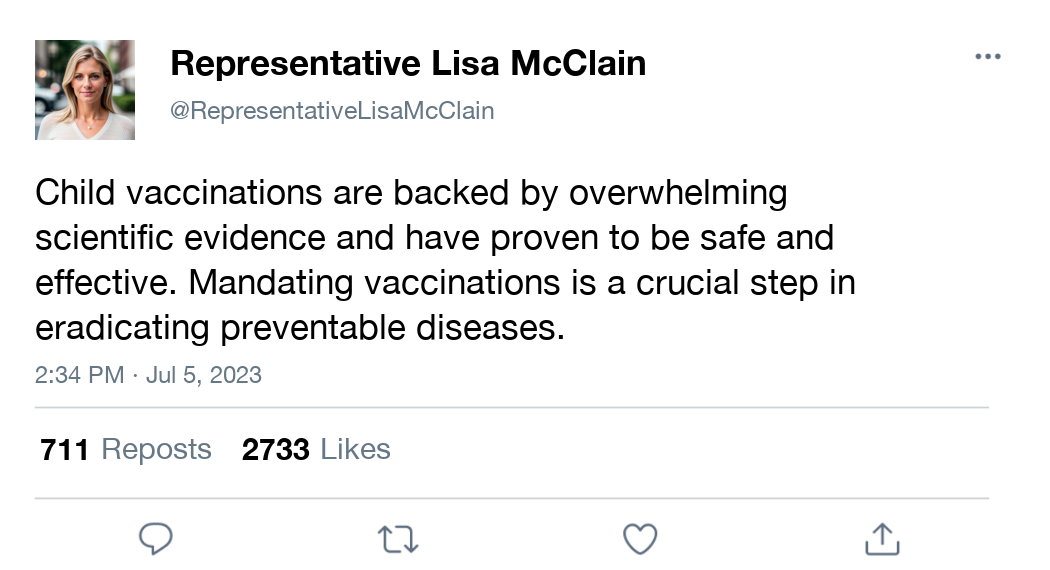 Representative Lisa McClain
@RepresentativeLisaMcClain
Child vaccinations are backed by overwhelming
scientific evidence and have proven to be safe and
effective. Mandating vaccinations is a crucial step in
eradicating preventable diseases.
2:34 PM · Jul 5, 2023
711 Reposts 2733 Likes